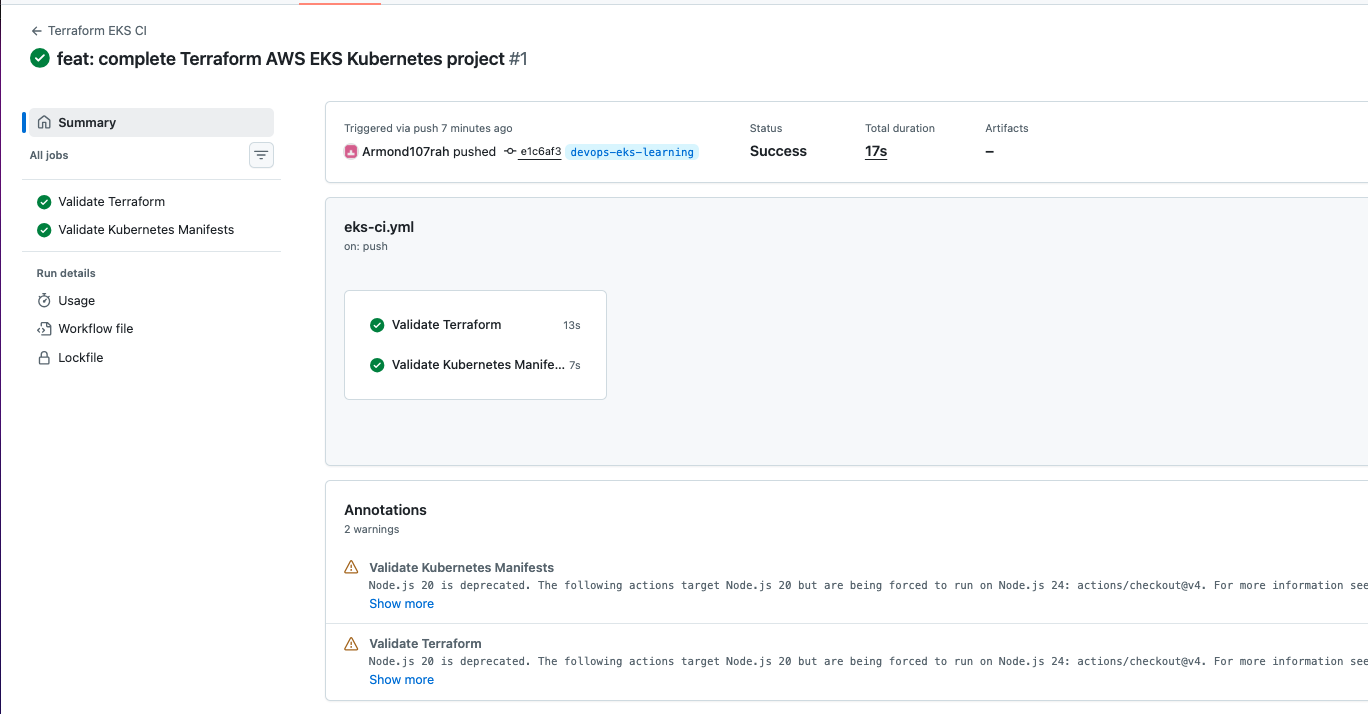 Terraform EKS CI
feat: complete Terraform AWS EKS Kubernetes project #1
Summary
All jobs
Validate Terraform
Validate Kubernetes Manifests
Run details
Usage
Workflow file
Lockfile
Triggered via push 7 minutes ago
Armond107rah pushed e1c6af3 devops-eks-learning
Status
Success
Total duration
17s
Artifacts
–
eks-ci.yml
on: push
Validate Terraform 13s
Validate Kubernetes Manife... 7s
Annotations
2 warnings
Validate Kubernetes Manifests
Node.js 20 is deprecated. The following actions target Node.js 20 but are being forced to run on Node.js 24: actions/checkout@v4. For more information see
Show more
Validate Terraform
Node.js 20 is deprecated. The following actions target Node.js 20 but are being forced to run on Node.js 24: actions/checkout@v4. For more information see
Show more